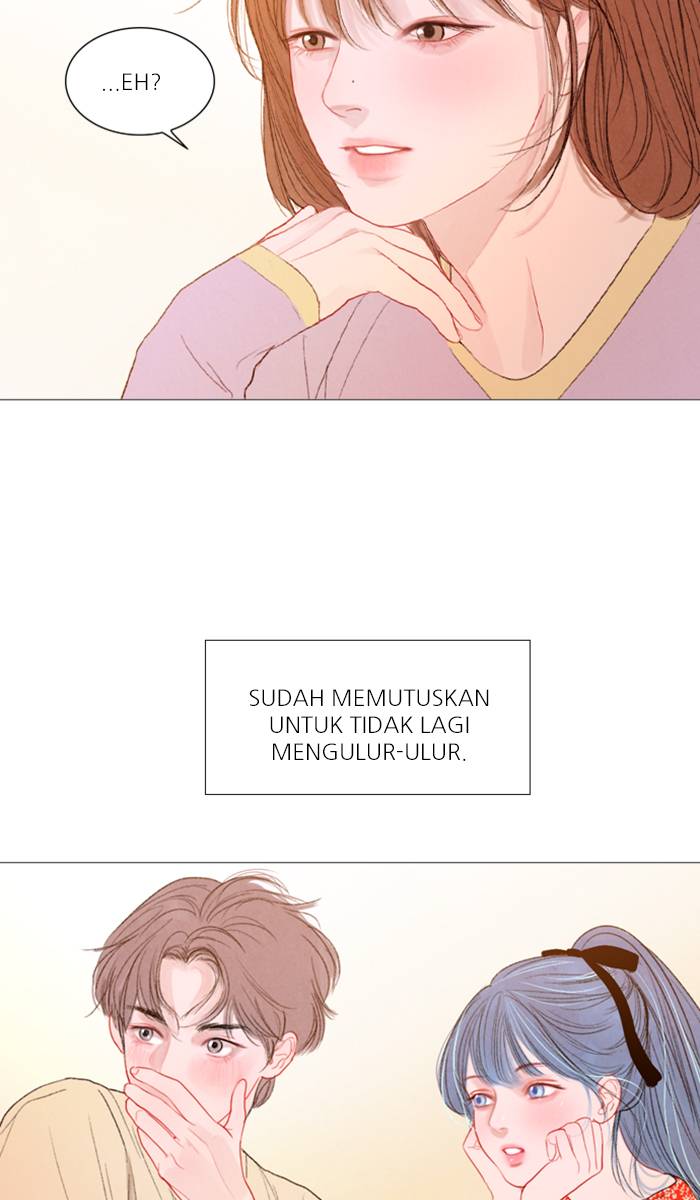 ...EH?
SUDAH MEMUTUSKAN
UNTUK TIDAK LAGI
MENGULUR-ULUR.